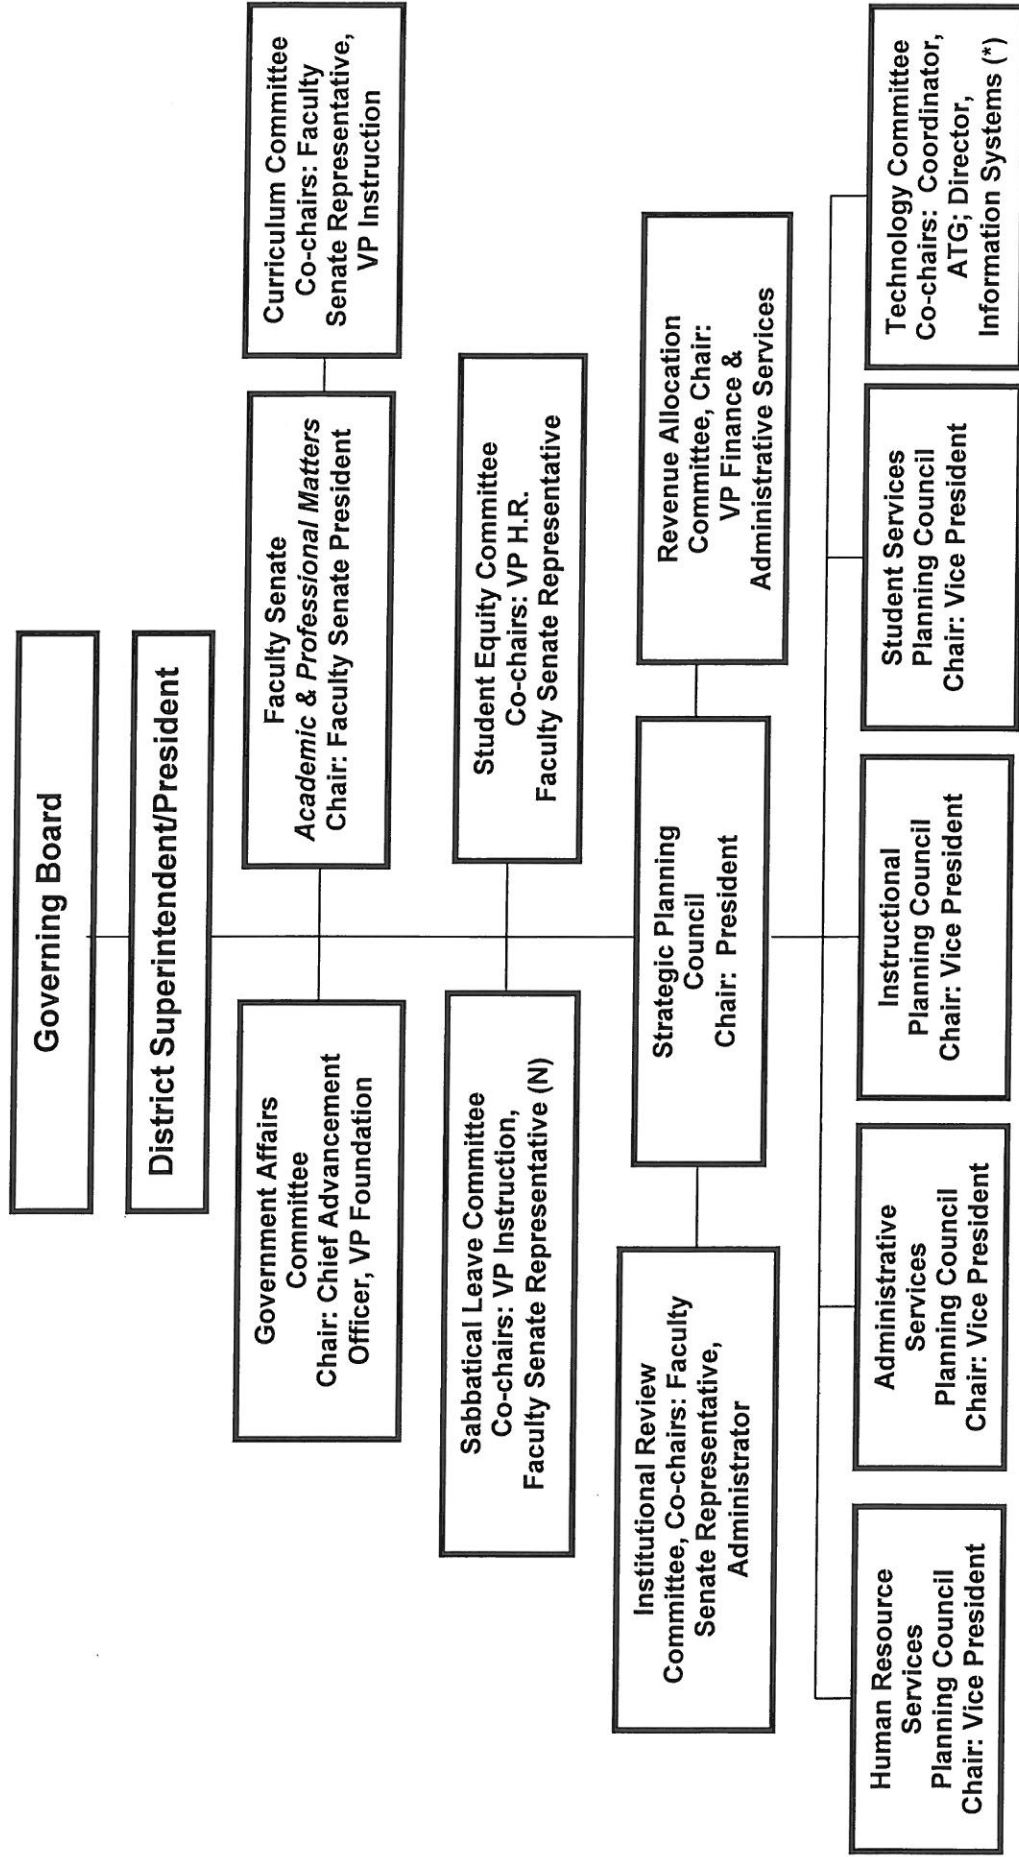 Governing Board
District Superintendent/President
Government Affairs
Committee
Chair: Chief Advancement
Officer, VP Foundation
Faculty Senate
Academic & Professional Matters
Chair: Faculty Senate President
Curriculum Committee
Co-chairs: Faculty
Senate Representative,
VP Instruction
Sabbatical Leave Committee
Co-chairs: VP Instruction,
Faculty Senate Representative (N)
Student Equity Committee
Co-chairs: VP H.R.
Faculty Senate Representative
Institutional Review
Committee, Co-chairs: Faculty
Senate Representative,
Administrator
Strategic Planning
Council
Chair: President
Revenue Allocation
Committee, Chair:
VP Finance &
Administrative Services
Human Resource
Services
Planning Council
Chair: Vice President
Administrative
Services
Planning Council
Chair: Vice President
Instructional
Planning Council
Chair: Vice President
Student Services
Planning Council
Chair: Vice President
Technology Committee
Co-chairs: Coordinator,
ATG; Director,
Information Systems (*)